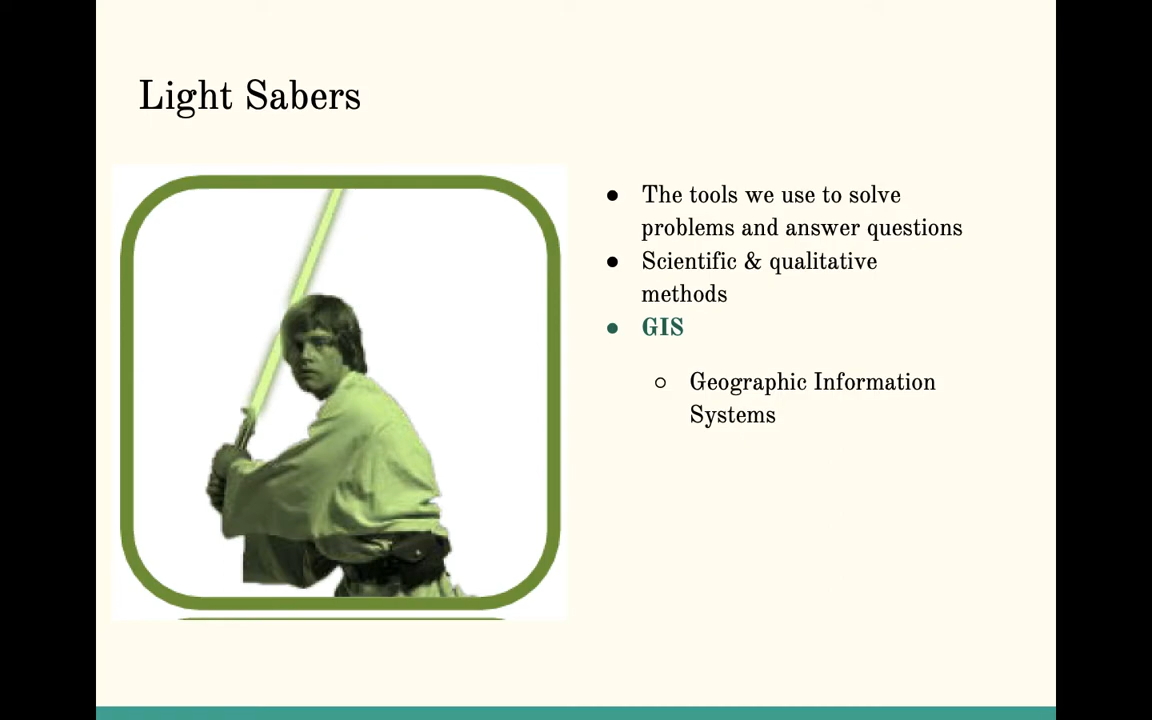 Light Sabers
● The tools we use to solve
problems and answer questions
● Scientific & qualitative
methods
● GIS
○ Geographic Information
Systems